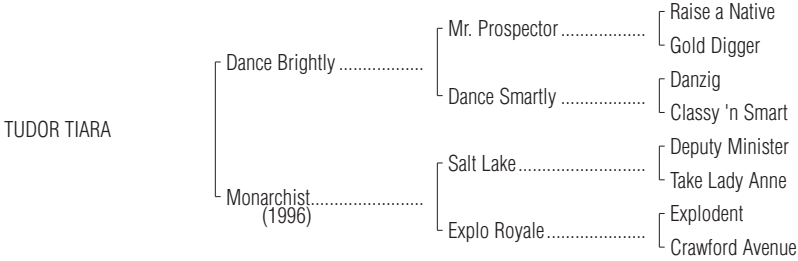 Raise a Native
Mr. Prospector ..................
Gold Digger
Dance Brightly ..................
Danzig
Dance Smartly ..................
Classy 'n Smart
TUDOR TIARA
Deputy Minister
Salt Lake...........................
Take Lady Anne
Monarchist........................
(1996)
Explodent
Explo Royale.....................
Crawford Avenue